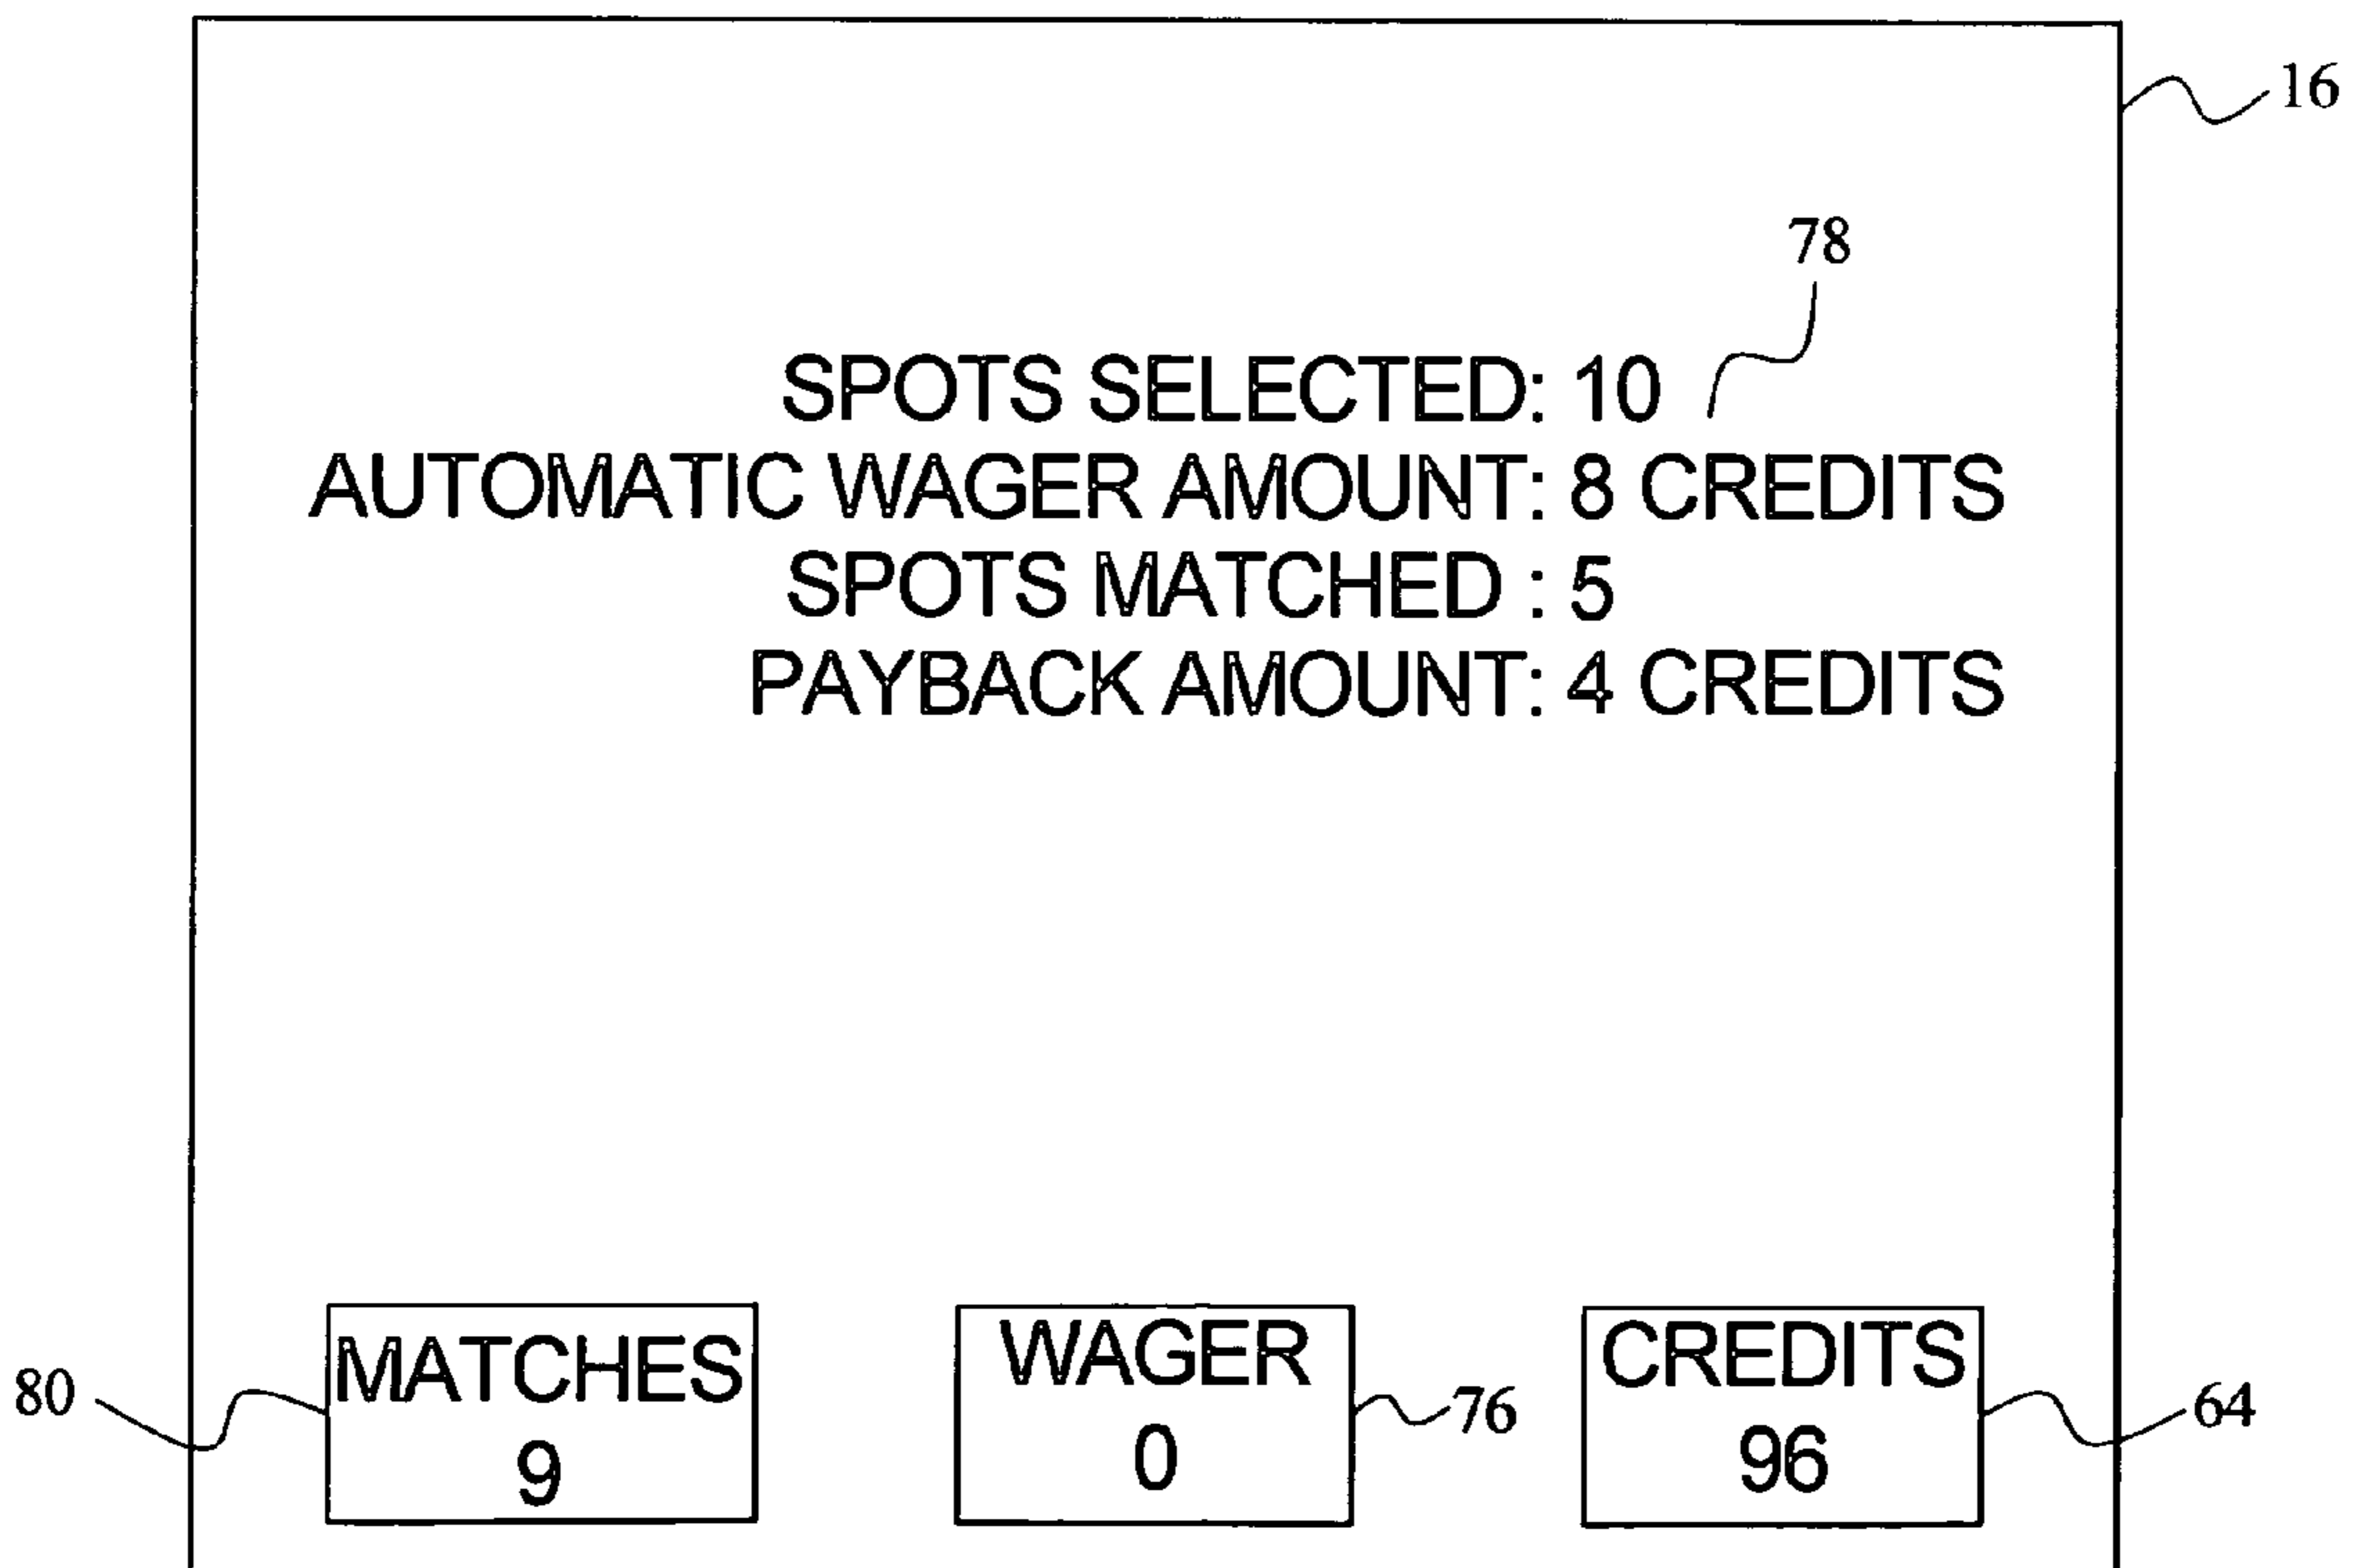 16
78
SPOTS SELECTED: 10
AUTOMATIC WAGER AMOUNT: 8 CREDITS
SPOTS MATCHED : 5
PAYBACK AMOUNT: 4 CREDITS
80
MATCHES
9
WAGER
0
76
CREDITS
96
64